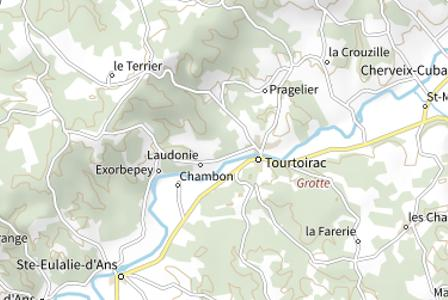 la Crouzille
le Terrier
Cherveix-Cuba
Pragelier
St-M
Laudonie
Tourtoirac
Exorbepey
Chambon
Grotte
les Cha
la Farerie
range
Ste-Eulalie-d'Ans
d'Ans
Ma